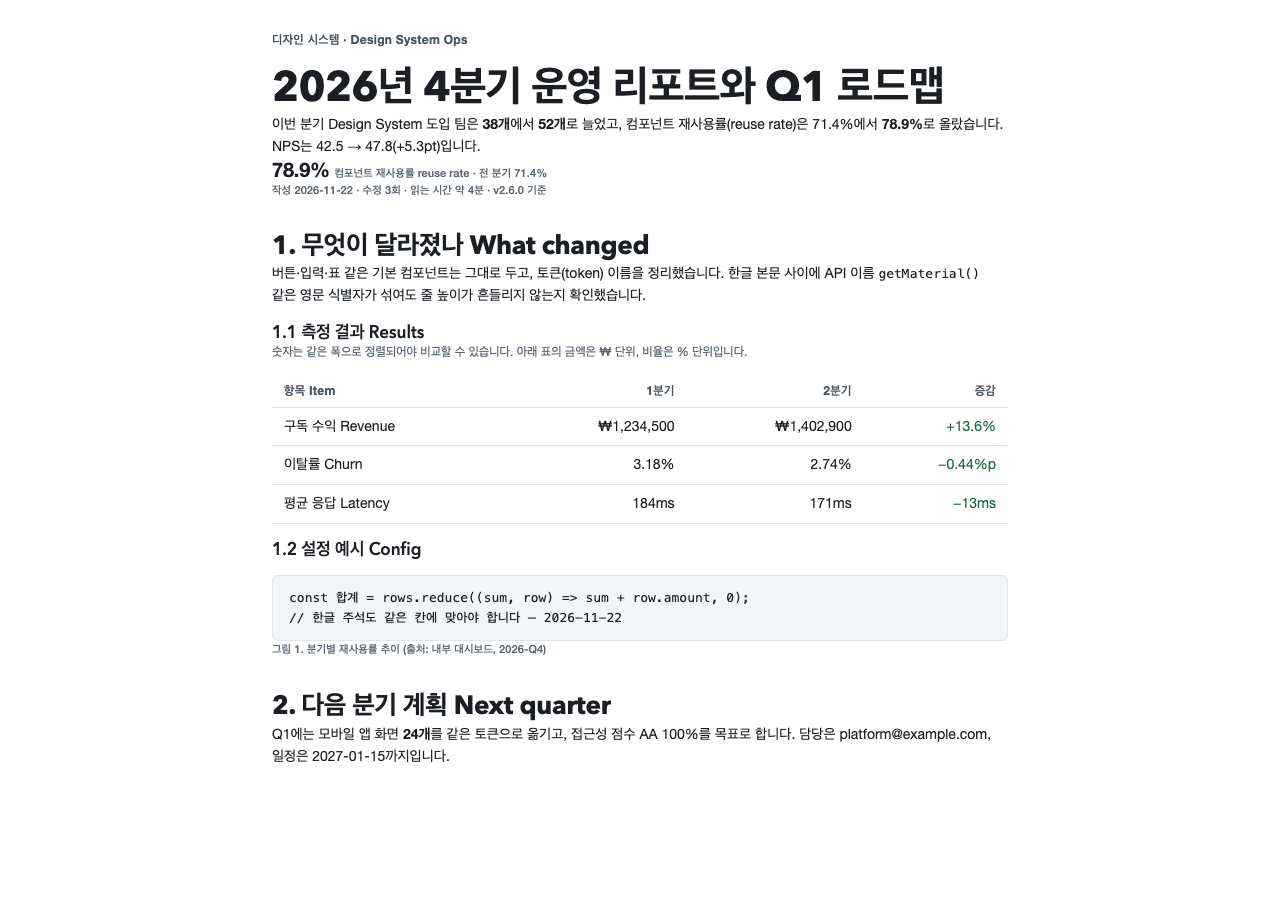 디자인 시스템 · Design System Ops
2026년 4분기 운영 리포트와 Q1 로드맵
이번 분기 Design System 도입 팀은 38개에서 52개로 늘었고, 컴포넌트 재사용률(reuse rate)은 71.4%에서 78.9%로 올랐습니다.
NPS는 42.5 → 47.8(+5.3pt)입니다.
78.9% 컴포넌트 재사용률 reuse rate · 전 분기 71.4%
작성 2026-11-22 · 수정 3회 · 읽는 시간 약 4분 · v2.6.0 기준
1. 무엇이 달라졌나 What changed
버튼·입력·표 같은 기본 컴포넌트는 그대로 두고, 토큰(token) 이름을 정리했습니다. 한글 본문 사이에 API 이름 getMaterial()
같은 영문 식별자가 섞여도 줄 높이가 흔들리지 않는지 확인했습니다.
1.1 측정 결과 Results
숫자는 같은 폭으로 정렬되어야 비교할 수 있습니다. 아래 표의 금액은 ₩ 단위, 비율은 % 단위입니다.
항목 Item 1분기 2분기 증감
구독 수익 Revenue ₩1,234,500 ₩1,402,900 +13.6%
이탈률 Churn 3.18% 2.74% −0.44%p
평균 응답 Latency 184ms 171ms −13ms
1.2 설정 예시 Config
const 합계 = rows.reduce((sum, row) => sum + row.amount, 0);
// 한글 주석도 같은 칸에 맞아야 합니다 — 2026-11-22
그림 1. 분기별 재사용률 추이 (출처: 내부 대시보드, 2026-Q4)
2. 다음 분기 계획 Next quarter
Q1에는 모바일 앱 화면 24개를 같은 토큰으로 옮기고, 접근성 점수 AA 100%를 목표로 합니다. 담당은 platform@example.com,
일정은 2027-01-15까지입니다.